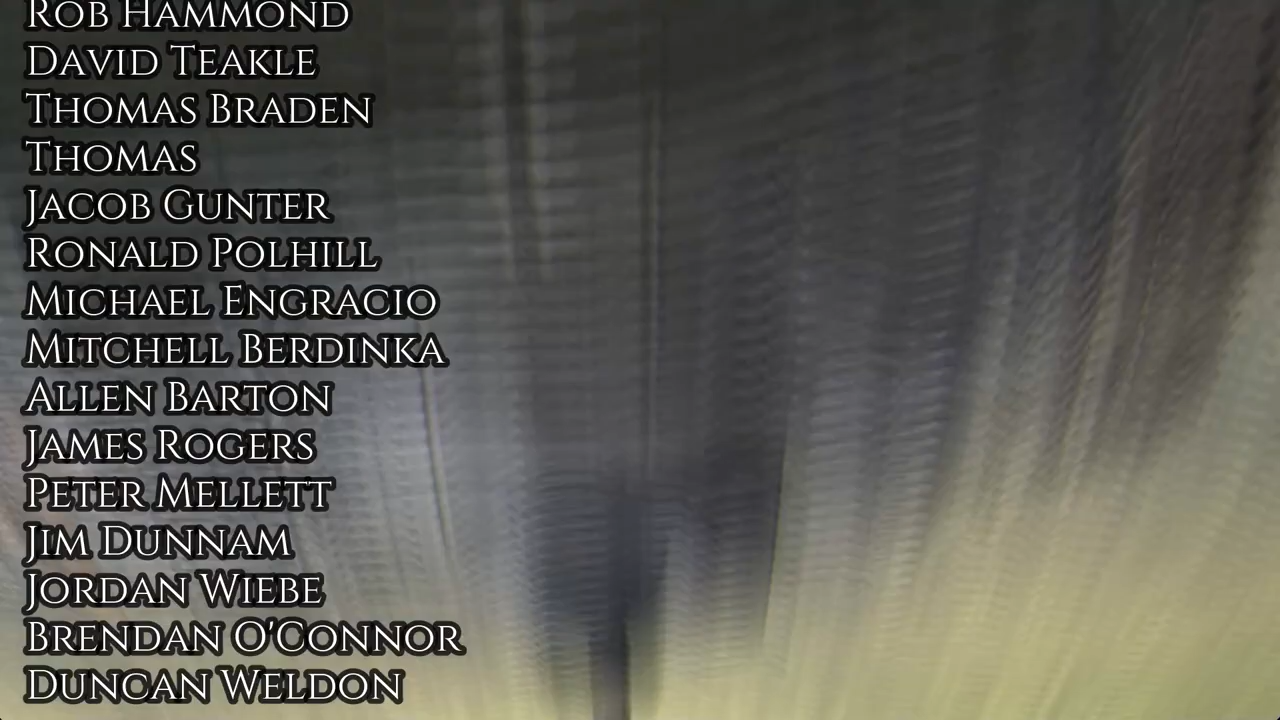 Rob Hammond
David Teakle
Thomas Braden
Thomas
Jacob Gunter
Ronald Polhill
Michael Engracio
Mitchell Berdinka
Allen Barton
James Rogers
Peter Mellett
Jim Dunnam
Jordan Wiebe
Brendan O'Connor
Duncan Weldon